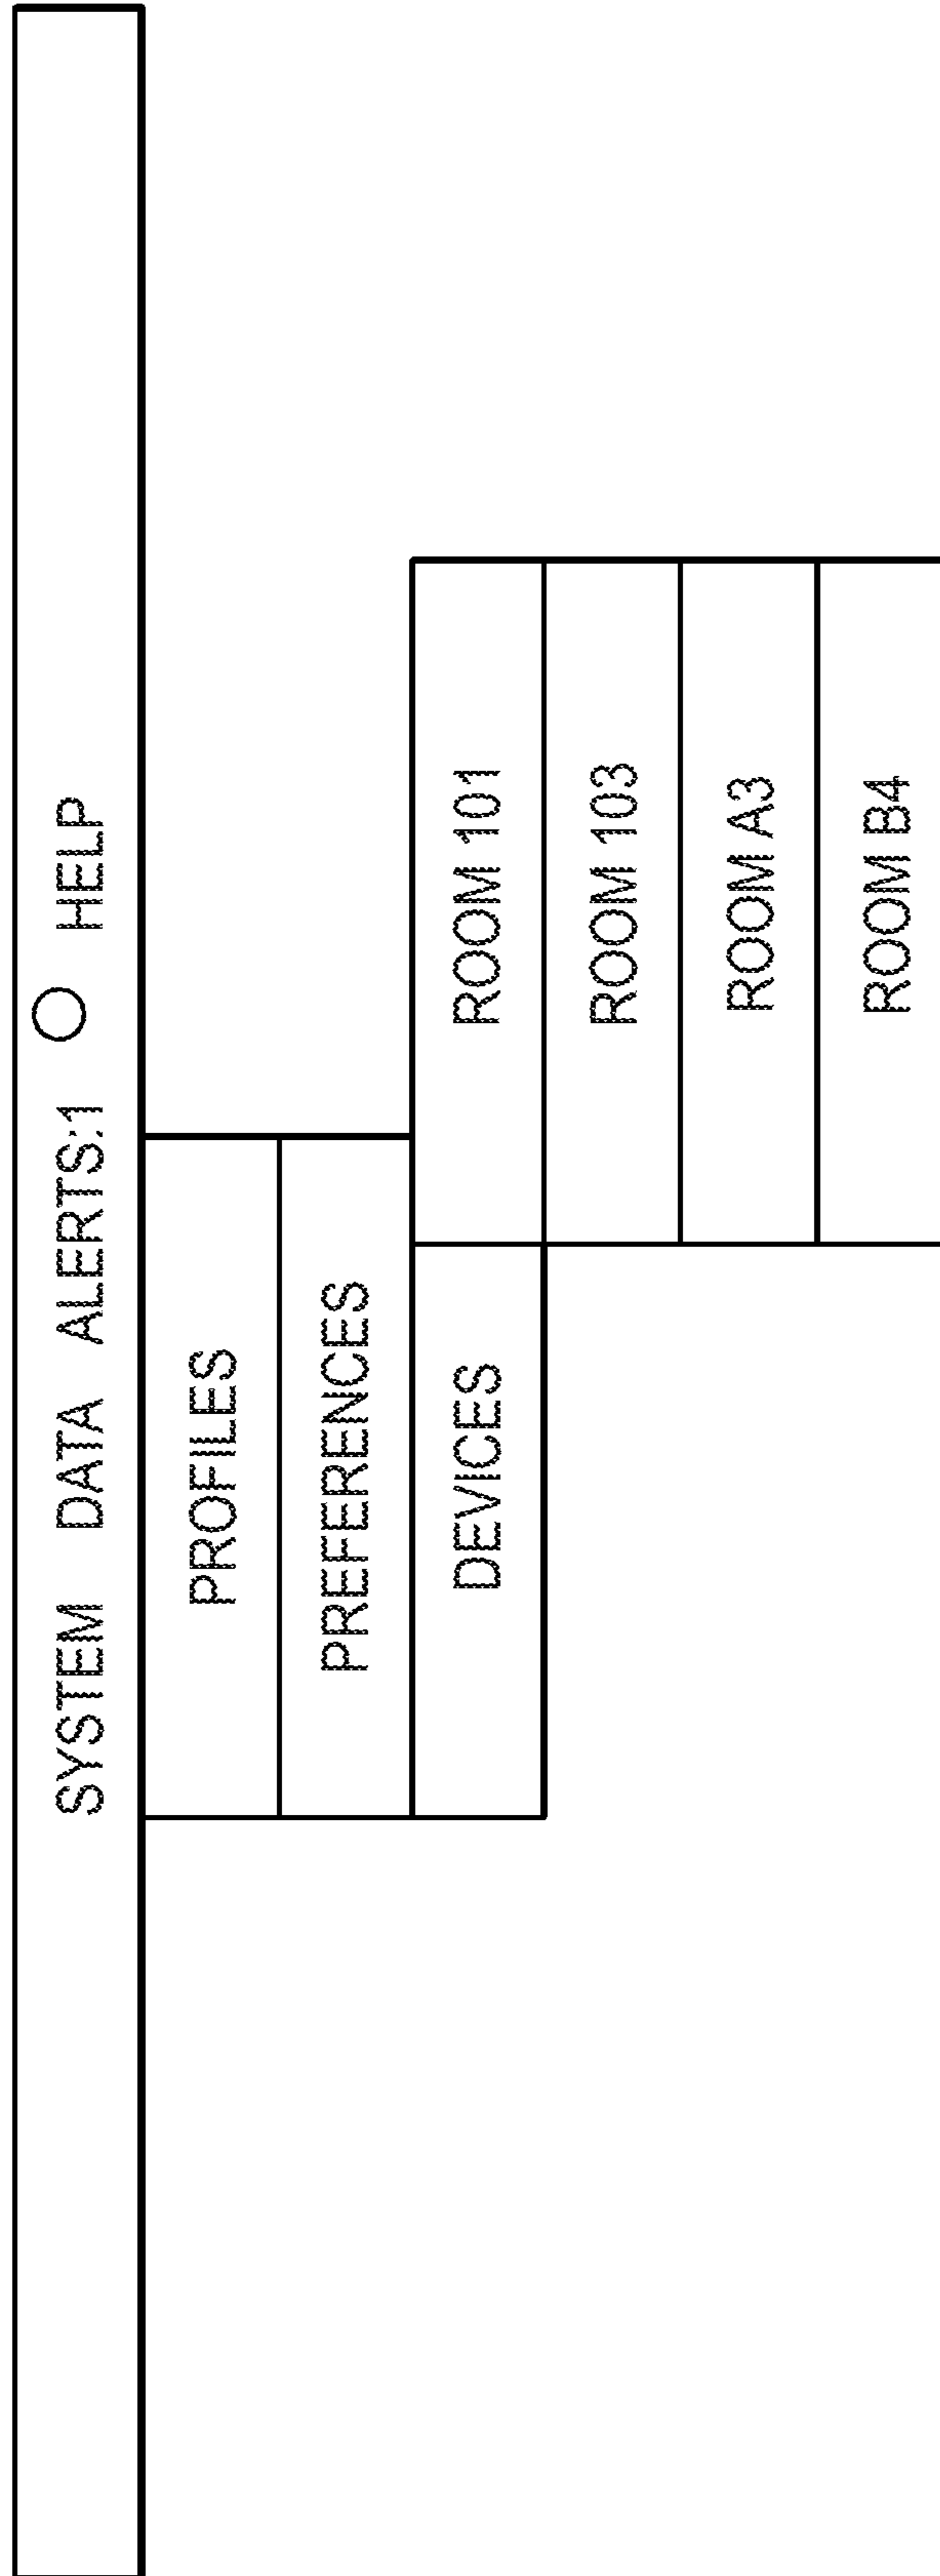 SYSTEM DATA ALERTS:1 HELP
PROFILES
PREFERENCES
DEVICES ROOM 101
ROOM 103
ROOM A3
ROOM B4